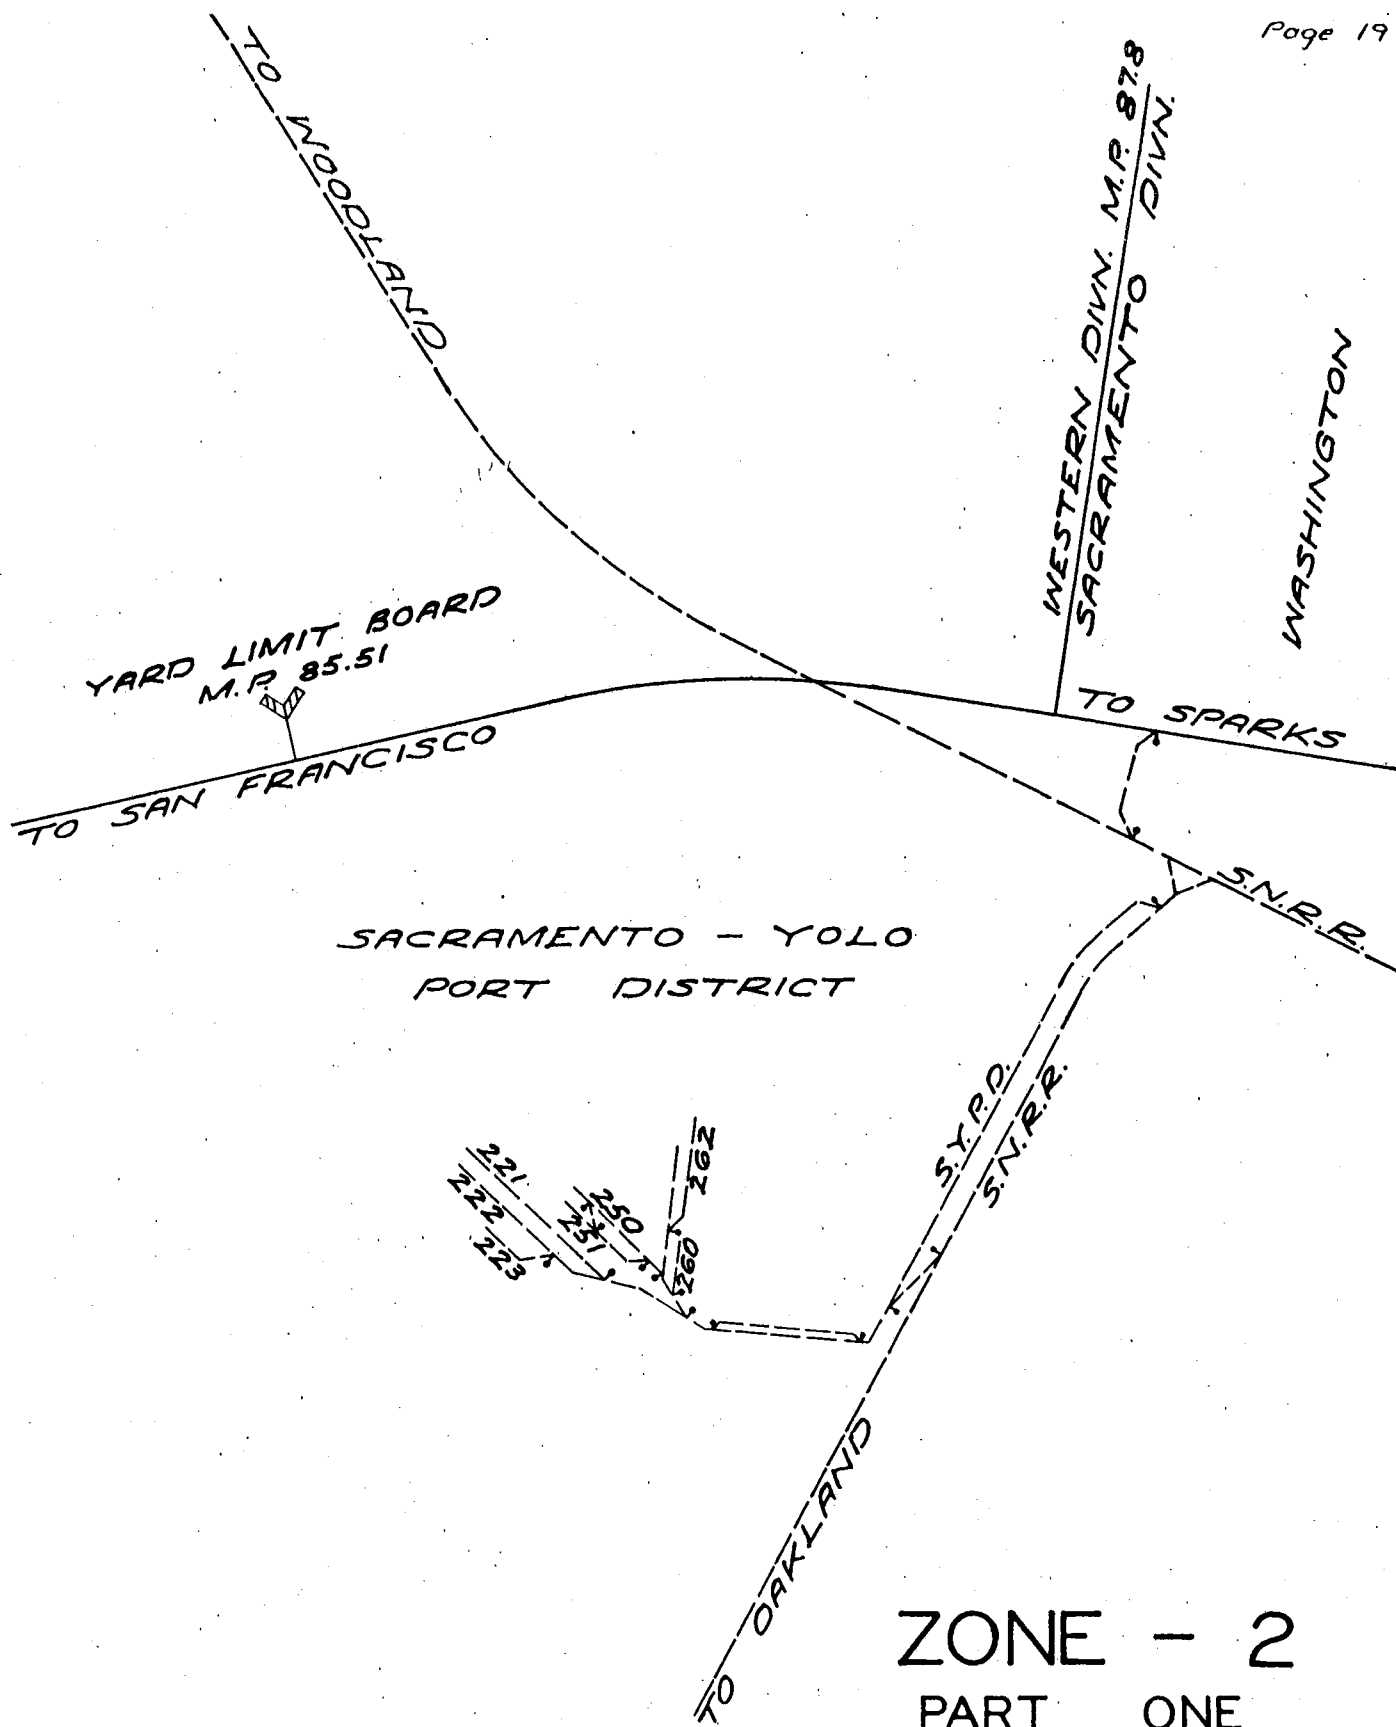 Page 19
TO WOODLAND
WESTERN DIVN. M.P. 87.8
SACRAMENTO DIVN.
WASHINGTON
YARD LIMIT BOARD
M.P. 85.51
TO SAN FRANCISCO
TO SPARKS
S.N.R.R.
SACRAMENTO - YOLO
PORT DISTRICT
S.Y.P.D.
S.N.R.R.
221
222
223
250
251
262
260
TO OAKLAND
ZONE - 2
PART ONE